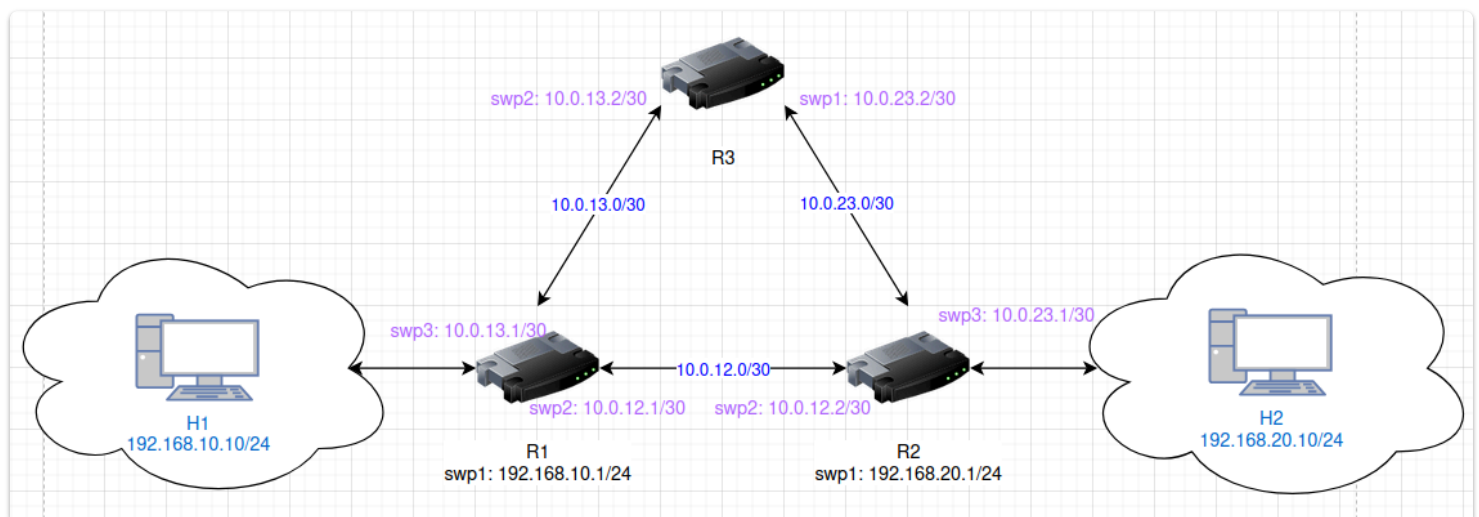 swp2: 10.0.13.2/30
swp1: 10.0.23.2/30
R3
10.0.13.0/30
10.0.23.0/30
swp3: 10.0.13.1/30
swp3: 10.0.23.1/30
10.0.12.0/30
swp2: 10.0.12.1/30
swp2: 10.0.12.2/30
H1
192.168.10.10/24
H2
192.168.20.10/24
R1
swp1: 192.168.10.1/24
R2
swp1: 192.168.20.1/24